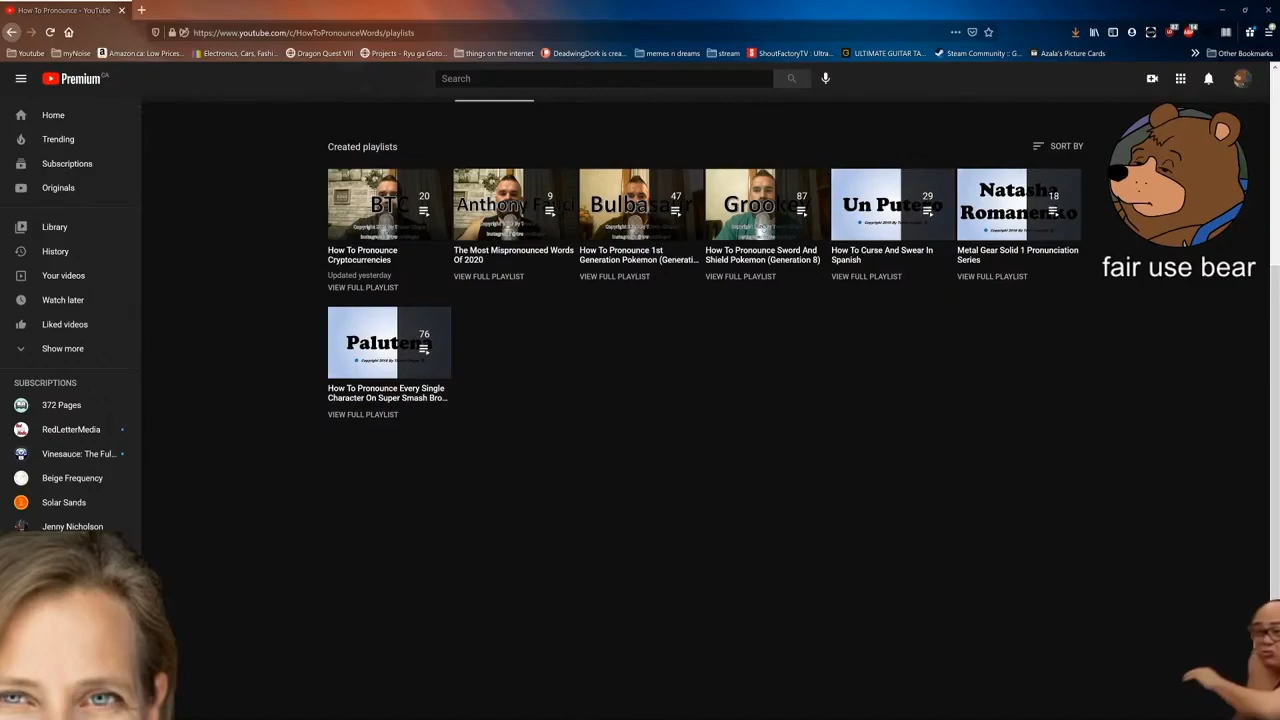 How To Pronounce - YouTube
https://www.youtube.com/c/HowToPronounceWords/playlists
Youtube
myNoise
Amazon.ca: Low Prices...
Electronics, Cars, Fashi...
Dragon Quest VIII
Projects - Ryu ga Goto...
things on the internet
DeadwingDork is creat...
memes n dreams
stream
ShoutFactoryTV : Ultra...
ULTIMATE GUITAR TA...
Steam Community :: G...
Azala's Picture Cards
Other Bookmarks
Premium CA
Search
Home
Trending
Subscriptions
Originals
Library
History
Your videos
Watch later
Liked videos
Show more
SUBSCRIPTIONS
372 Pages
RedLetterMedia
Vinesauce: The Ful...
Beige Frequency
Solar Sands
Jenny Nicholson
Created playlists
SORT BY
BTC
20
How To Pronounce
Cryptocurrencies
Updated yesterday
VIEW FULL PLAYLIST
Anthony Fauci
9
The Most Mispronounced Words
Of 2020
VIEW FULL PLAYLIST
Bulbasaur
47
How To Pronounce 1st
Generation Pokemon (Generati...
VIEW FULL PLAYLIST
Grookey
87
How To Pronounce Sword And
Shield Pokemon (Generation 8)
VIEW FULL PLAYLIST
Un Putero
29
How To Curse And Swear In
Spanish
VIEW FULL PLAYLIST
Natasha
Romanenko
18
Metal Gear Solid 1 Pronunciation
Series
VIEW FULL PLAYLIST
Palutena
76
How To Pronounce Every Single
Character On Super Smash Bro...
VIEW FULL PLAYLIST
fair use bear